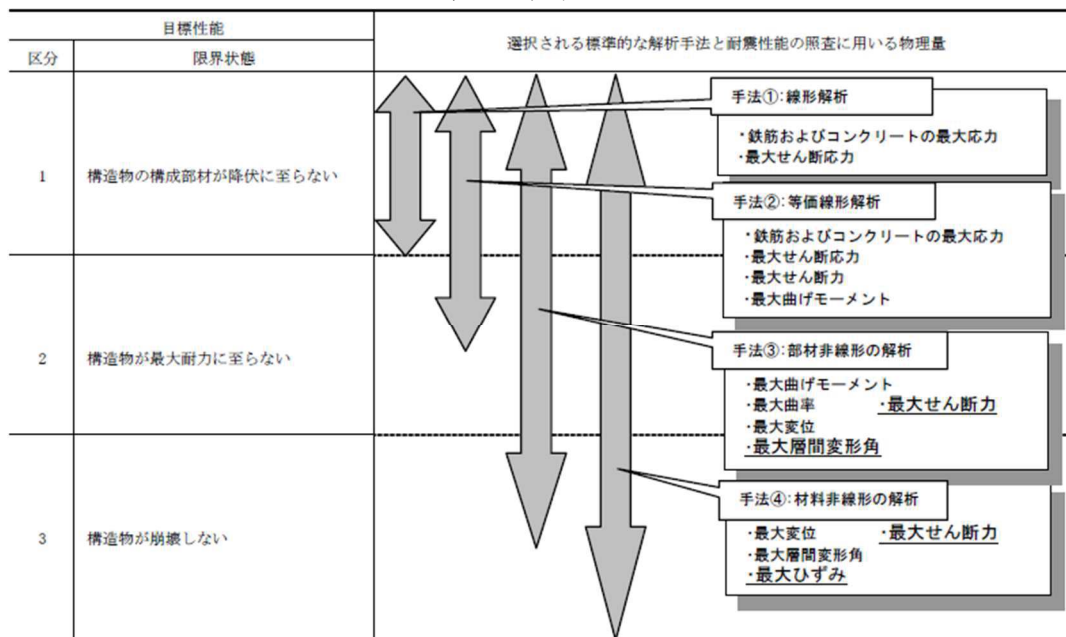 目標性能
選択される標準的な解析手法と耐震性能の照査に用いる物理量
区分
限界状態
1
構造物の構成部材が降伏に至らない
2
構造物が最大耐力に至らない
3
構造物が崩壊しない
手法①:線形解析
・鉄筋およびコンクリートの最大応力
・最大せん断応力
手法②:等価線形解析
・鉄筋およびコンクリートの最大応力
・最大せん断応力
・最大せん断力
・最大曲げモーメント
手法③:部材非線形の解析
・最大曲げモーメント
・最大曲率 ・最大せん断力
・最大変位
・最大層間変形角
手法④:材料非線形の解析
・最大変位 ・最大せん断力
・最大層間変形角
・最大ひずみ